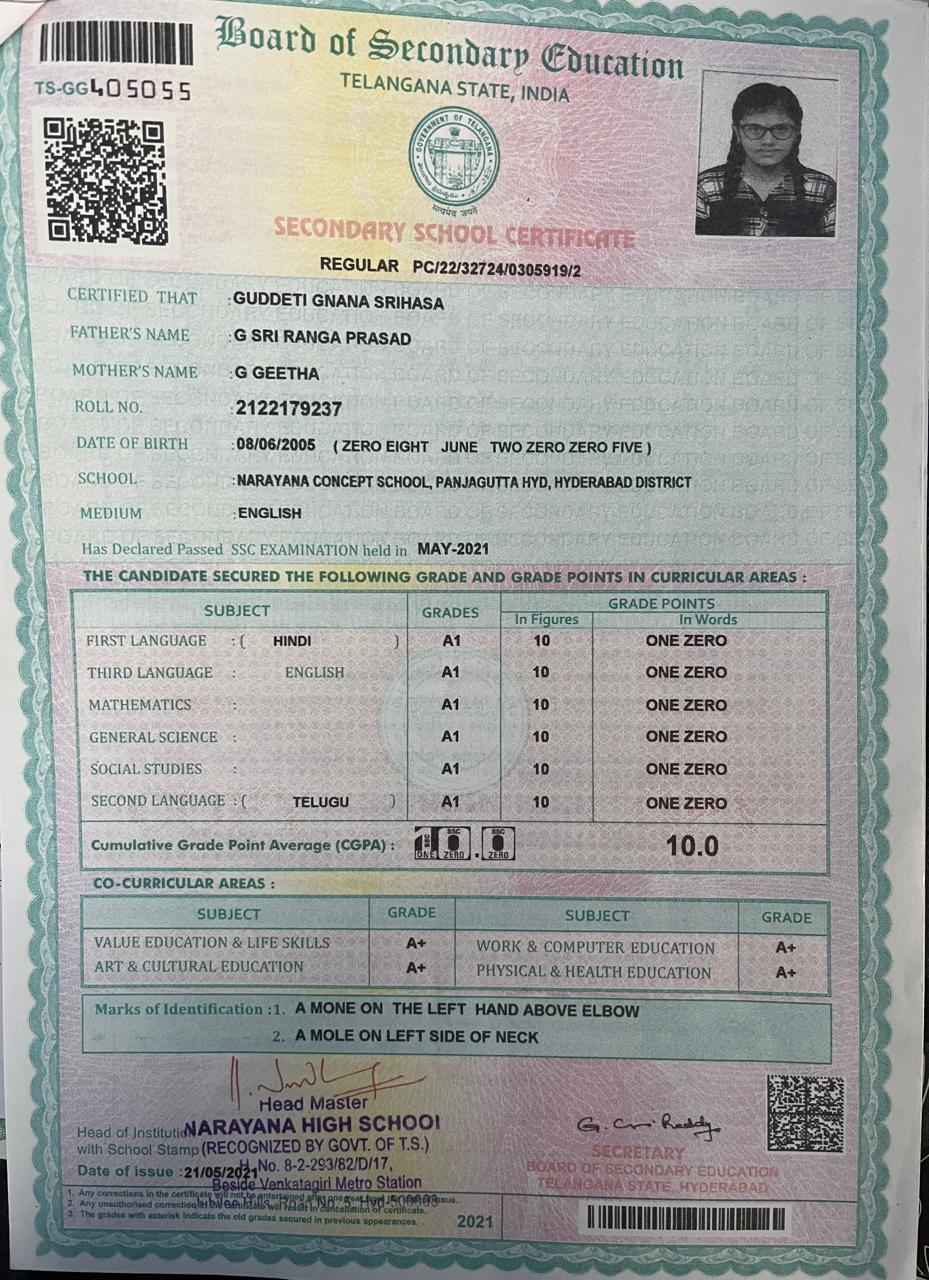 Board of Secondary Education
TS-GG405055
TELANGANA STATE, INDIA
GOVERNMENT OF TELANGANA
सत्यमेव जयते
SECONDARY SCHOOL CERTIFICATE
REGULAR PC/22/32724/0305919/2
CERTIFIED THAT :GUDDETI GNANA SRIHASA
FATHER'S NAME :G SRI RANGA PRASAD
MOTHER'S NAME :G GEETHA
ROLL NO. :2122179237
DATE OF BIRTH :08/06/2005 ( ZERO EIGHT JUNE TWO ZERO ZERO FIVE )
SCHOOL :NARAYANA CONCEPT SCHOOL, PANJAGUTTA HYD, HYDERABAD DISTRICT
MEDIUM :ENGLISH
Has Declared Passed SSC EXAMINATION held in MAY-2021
THE CANDIDATE SECURED THE FOLLOWING GRADE AND GRADE POINTS IN CURRICULAR AREAS :
SUBJECT GRADES GRADE POINTS
In Figures In Words
FIRST LANGUAGE :( HINDI ) A1 10 ONE ZERO
THIRD LANGUAGE : ENGLISH A1 10 ONE ZERO
MATHEMATICS : A1 10 ONE ZERO
GENERAL SCIENCE : A1 10 ONE ZERO
SOCIAL STUDIES : A1 10 ONE ZERO
SECOND LANGUAGE :( TELUGU ) A1 10 ONE ZERO
Cumulative Grade Point Average (CGPA) : 10.0 10.0
CO-CURRICULAR AREAS :
SUBJECT GRADE SUBJECT GRADE
VALUE EDUCATION & LIFE SKILLS A+ WORK & COMPUTER EDUCATION A+
ART & CULTURAL EDUCATION A+ PHYSICAL & HEALTH EDUCATION A+
Marks of Identification :1. A MONE ON THE LEFT HAND ABOVE ELBOW
2. A MOLE ON LEFT SIDE OF NECK
Head Master
NARAYANA HIGH SCHOOL
Head of Institution
with School Stamp (RECOGNIZED BY GOVT. OF T.S.)
Date of issue :21/05/2021 H. No. 8-2-293/82/D/17,
Beside Venkatagiri Metro Station
G. Reddy
SECRETARY
BOARD OF SECONDARY EDUCATION
TELANGANA STATE, HYDERABAD
1. Any corrections in the certificate will not be entertained after one year from the date of issue.
2. Any unauthorised correction in the certificate will result in cancellation of certificate.
3. The grades with asterisk indicate the old grades secured in previous appearances.
2021